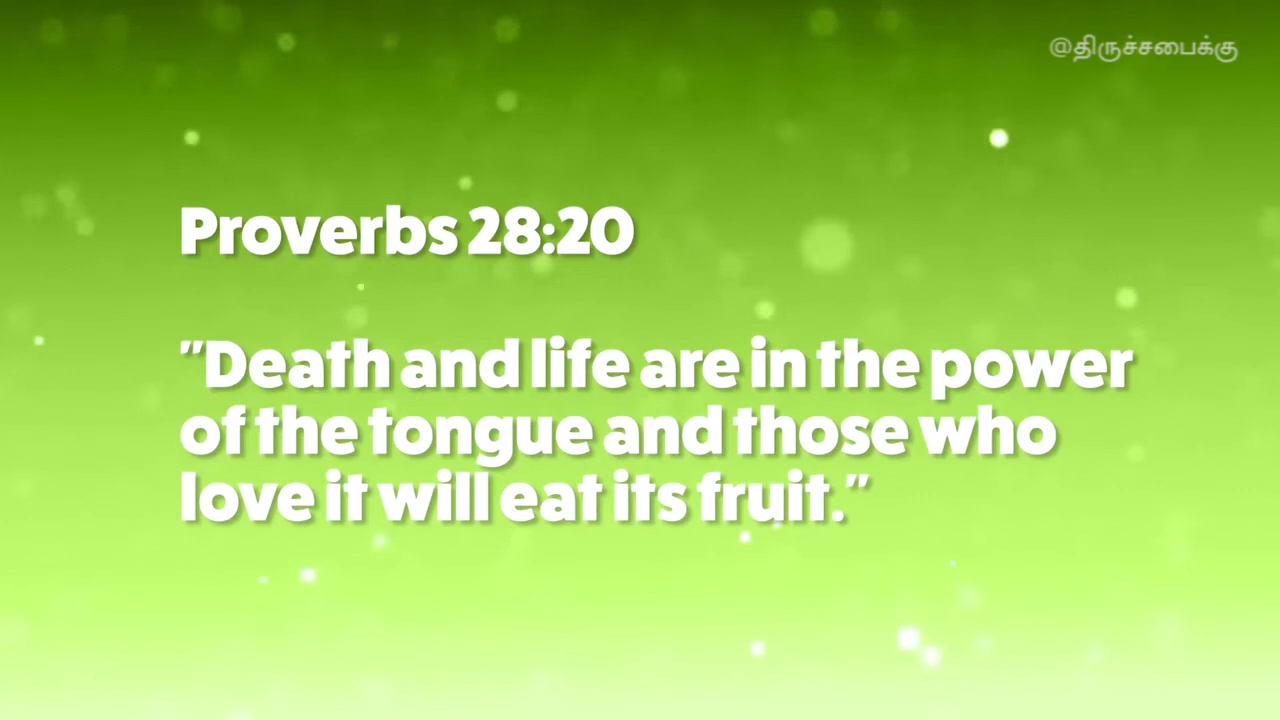 @திருச்சபைக்கு
Proverbs 28:20
"Death and life are in the power
of the tongue and those who
love it will eat its fruit."